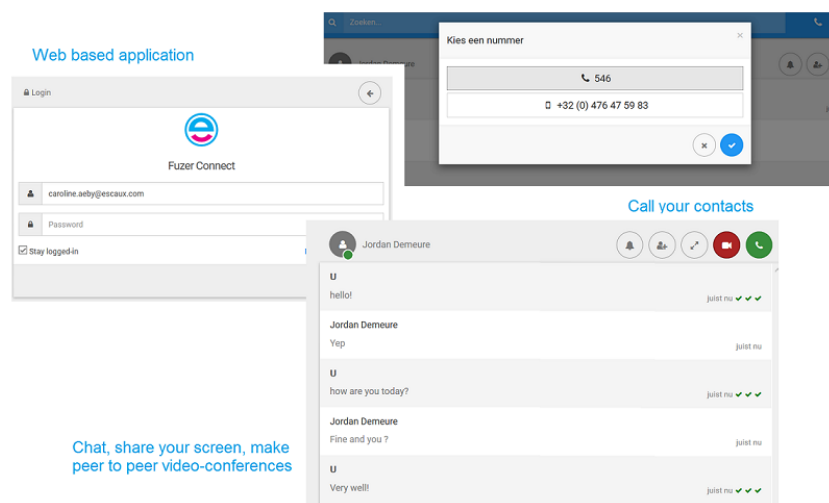 Web based application
Login
Fuzer Connect
caroline.aeby@escaux.com
Password
Stay logged-in
Zoeken...
Jordan Demeure
Kies een nummer
×
546
+32 (0) 476 47 59 83
Call your contacts
Jordan Demeure
U
hello!
juist nu
Jordan Demeure
Yep
juist nu
U
how are you today?
juist nu
Jordan Demeure
Fine and you ?
juist nu
U
Very well!
juist nu
Chat, share your screen, make
peer to peer video-conferences